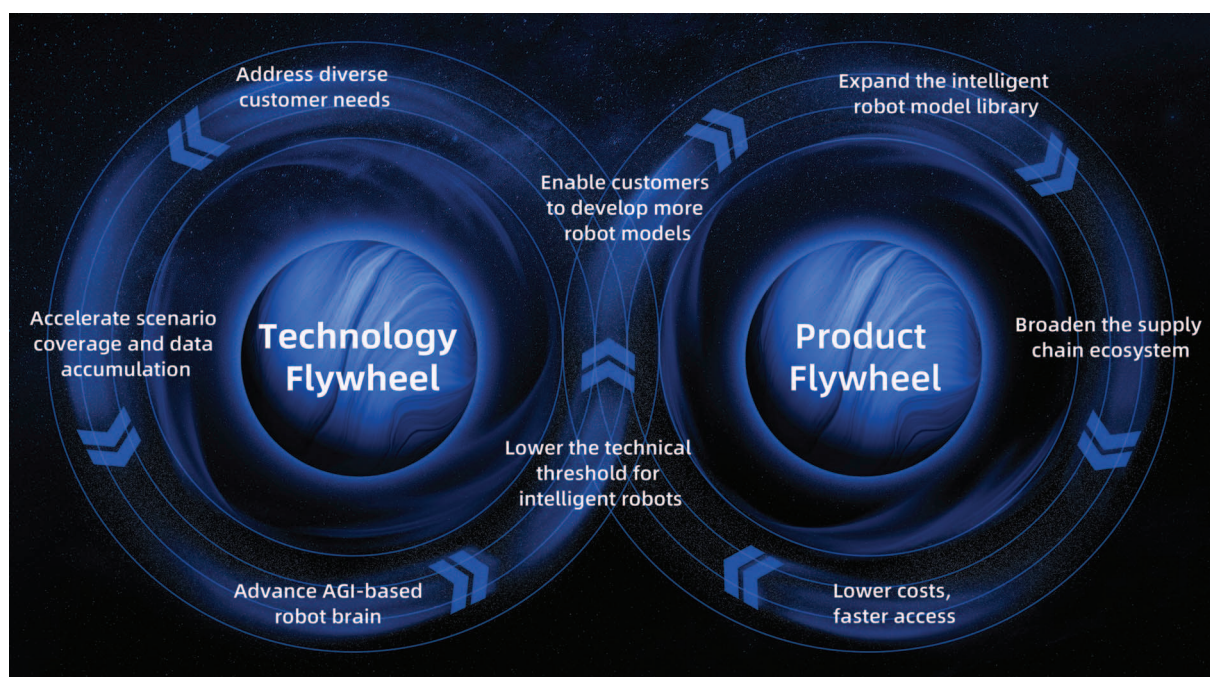 Address diverse
customer needs
Accelerate scenario
coverage and data
accumulation
Technology
Flywheel
Advance AGI-based
robot brain
Lower the technical
threshold for
intelligent robots
Enable customers
to develop more
robot models
Expand the intelligent
robot model library
Product
Flywheel
Broaden the supply
chain ecosystem
Lower costs,
faster access